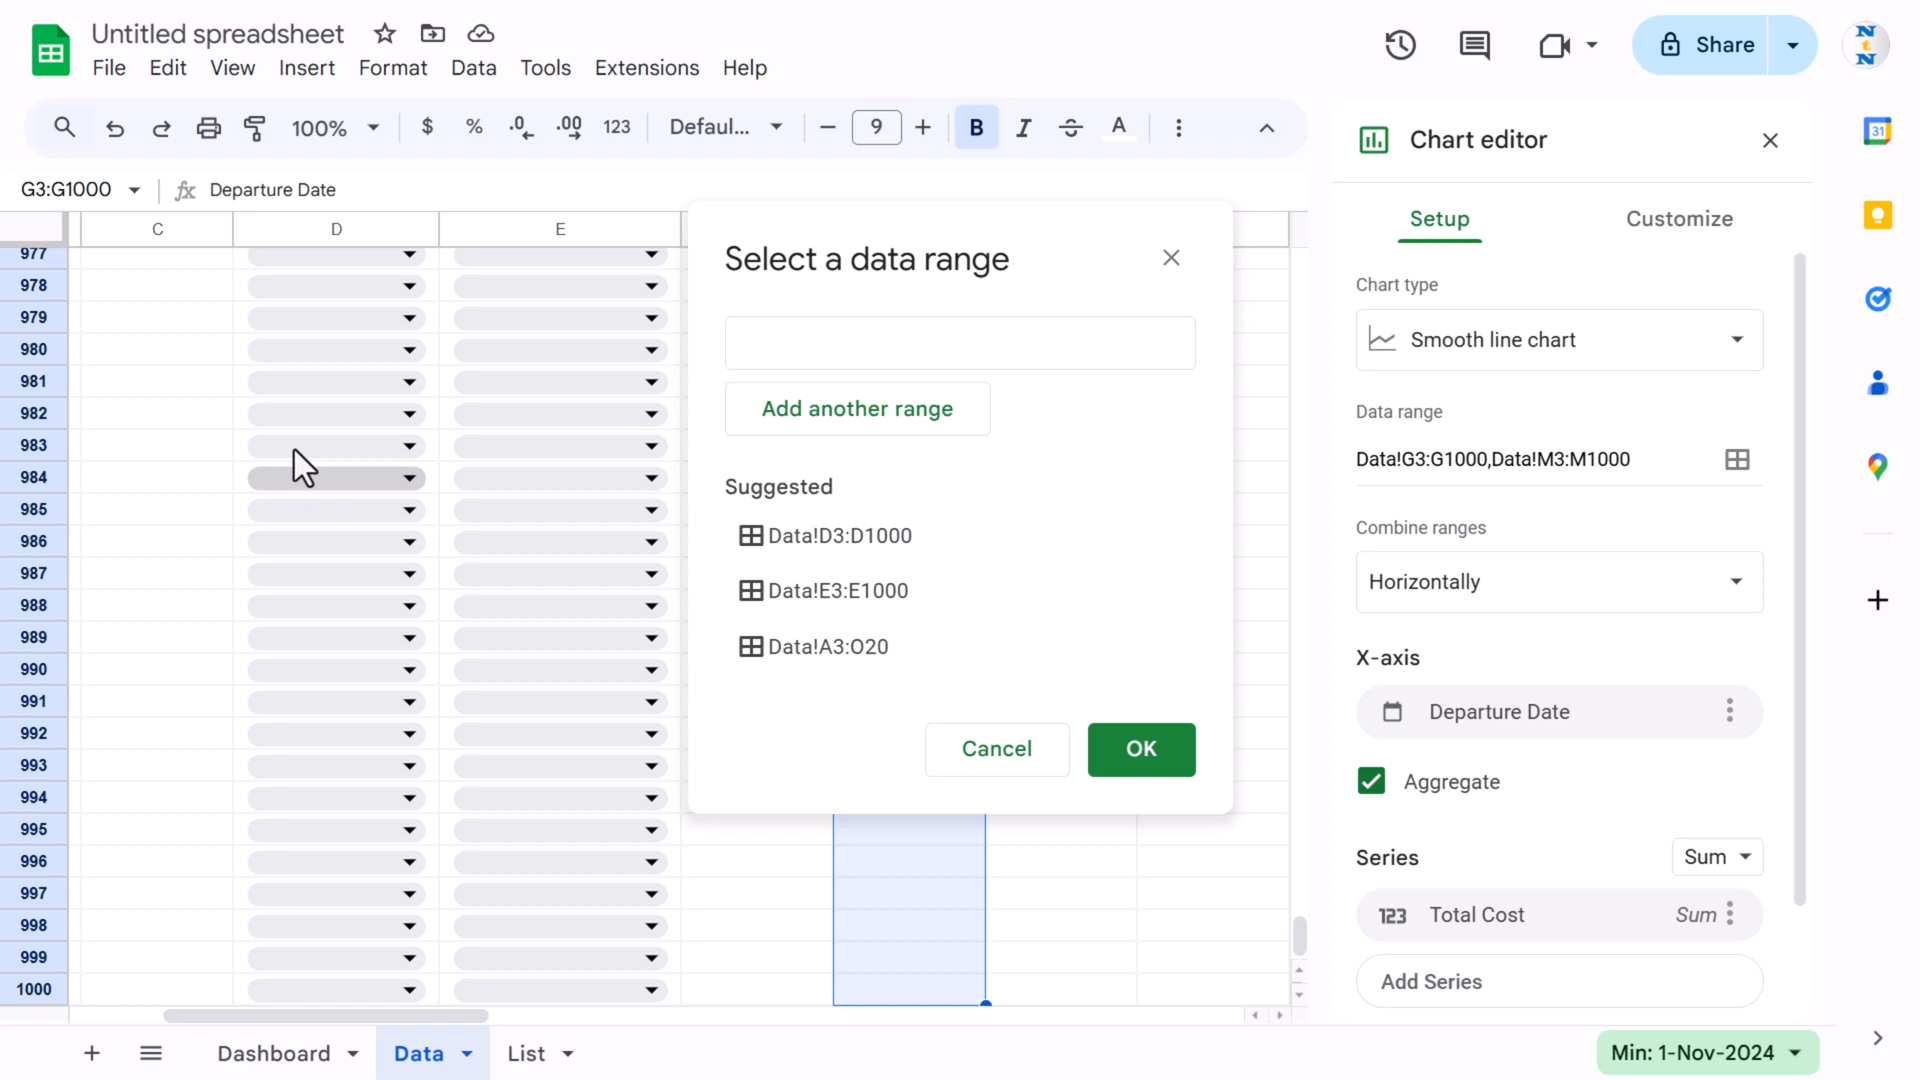 Untitled spreadsheet
File Edit View Insert Format Data Tools Extensions Help
Share
100% $ % .0 .00 123 Defaul... 9 B I S A
G3:G1000 fx Departure Date
C D E
977
978
979
980
981
982
983
984
985
986
987
988
989
990
991
992
993
994
995
996
997
998
999
1000
Select a data range
Add another range
Suggested
Data!D3:D1000
Data!E3:E1000
Data!A3:O20
Cancel OK
Chart editor
Setup Customize
Chart type
Smooth line chart
Data range
Data!G3:G1000,Data!M3:M1000
Combine ranges
Horizontally
X-axis
Departure Date
Aggregate
Series Sum
123 Total Cost Sum
Add Series
N
t
N
31
Dashboard Data List
Min: 1-Nov-2024